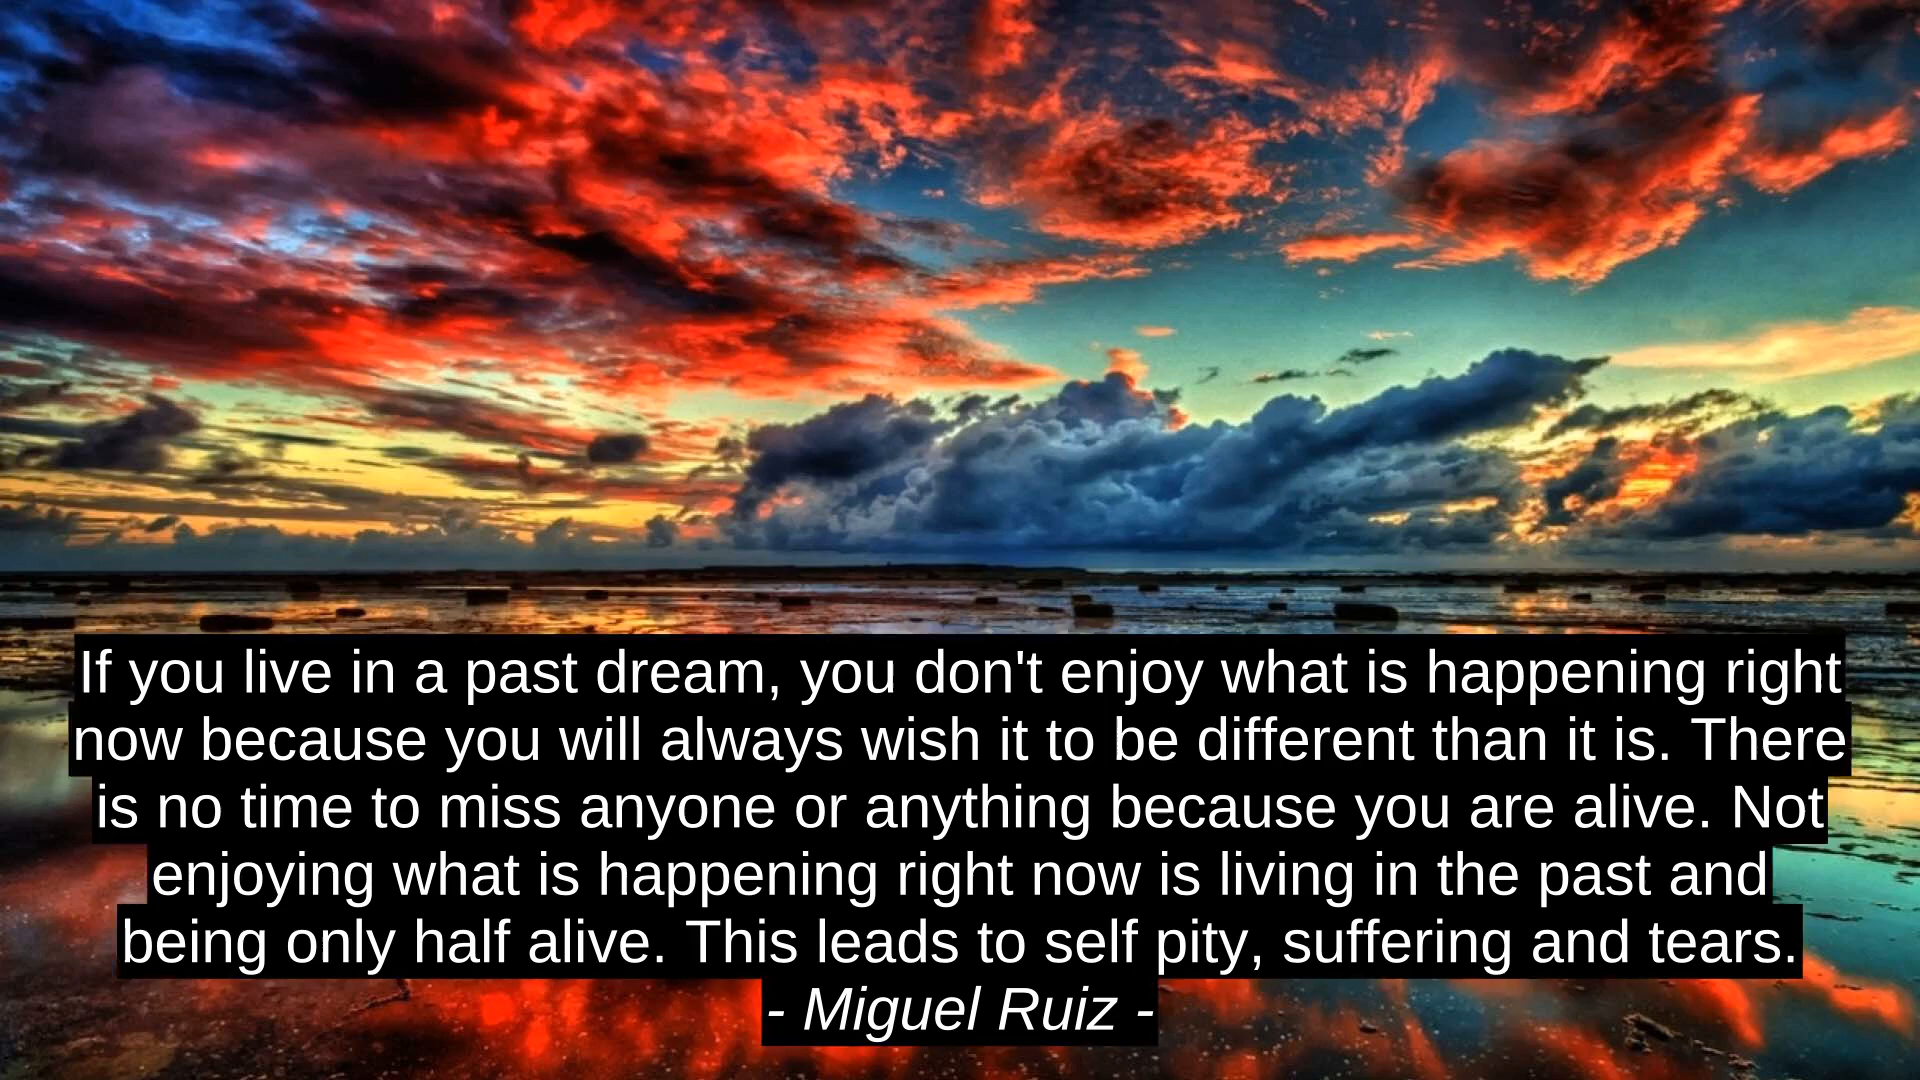 If you live in a past dream, you don't enjoy what is happening right
now because you will always wish it to be different than it is. There
is no time to miss anyone or anything because you are alive. Not
enjoying what is happening right now is living in the past and
being only half alive. This leads to self pity, suffering and tears.
- Miguel Ruiz -